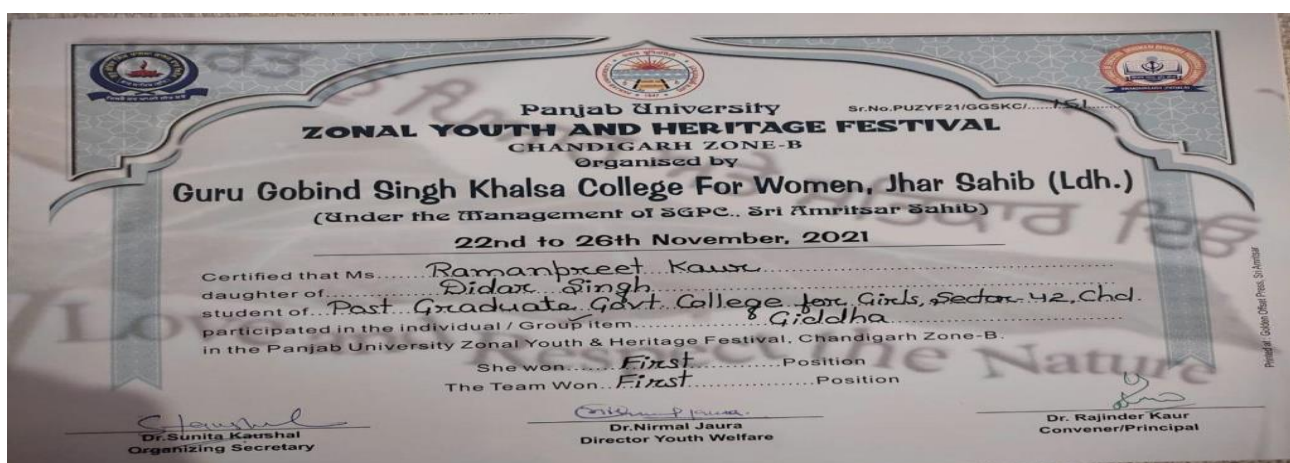 Panjab University
Sr.No.PUZYF21/GGSKC/......151......
ZONAL YOUTH AND HERITAGE FESTIVAL
CHANDIGARH ZONE-B
Organised by
Guru Gobind Singh Khalsa College For Women, Jhar Sahib (Ldh.)
(Under the Management of SGPC., Sri Amritsar Sahib)
22nd to 26th November, 2021
Certified that Ms......Ramanpreet Kaur......
daughter of......Didar Singh......
student of...Post Graduate Govt. College for Girls, Sector-42, Chd.
participated in the individual / Group item......Giddha......
in the Panjab University Zonal Youth & Heritage Festival, Chandigarh Zone-B.
She won......First......Position
The Team Won..First......Position
Love and Respect the Nature
Dr.Sunita Kaushal
Organizing Secretary
Dr.Nirmal Jaura
Director Youth Welfare
Dr. Rajinder Kaur
Convener/Principal
Printed at : Golden Offset Press, Sri Amritsar